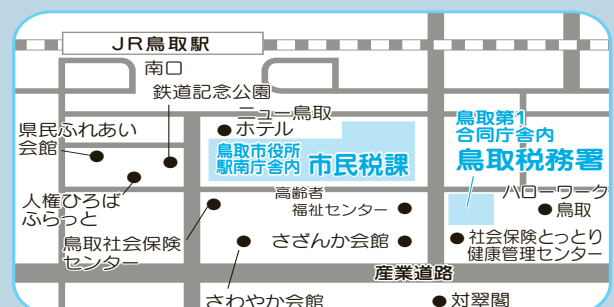 JR鳥取駅
南口
鉄道記念公園
県民ふれあい
会館
ニュー鳥取
ホテル
鳥取市役所
駅南庁舎内
市民税課
鳥取第1
合同庁舎内
鳥取税務署
人権ひろば
ふらっと
高齢者
福祉センター
ハローワーク
鳥取
鳥取社会保険
センター
さざんか会館
社会保険とっとり
健康管理センター
産業道路
さわやか会館
対翠閣